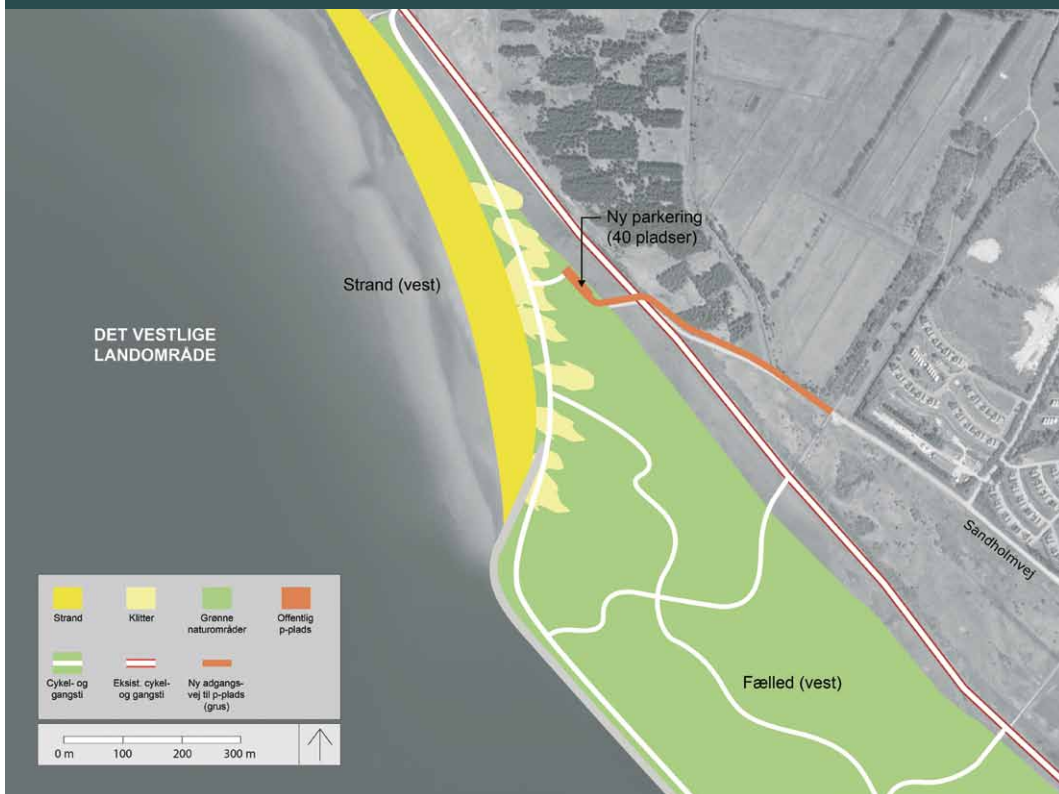 Ny parkering
(40 pladser)
Strand (vest)
DET VESTLIGE
LANDOMRÅDE
Sandholmvej
Fælled (vest)
Strand
Klitter
Grønne
naturområder
Offentlig
p-plads
Cykel- og
gangsti
Eksist. cykel-
og gangsti
Ny adgangs-
vej til p-plads
(grus)
0 m 100 200 300 m